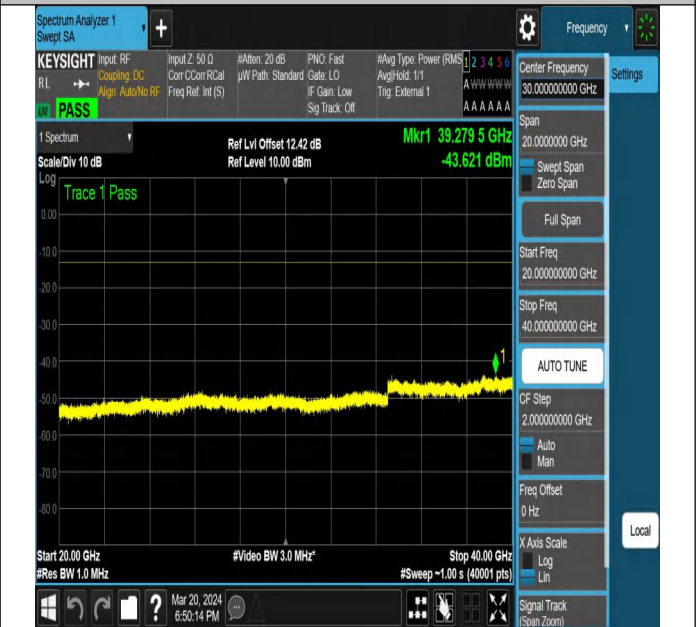 Spectrum Analyzer 1
Swept SA
+
Frequency
KEYSIGHT
RL
PASS
Input: RF
Coupling: DC
Align: Auto/No RF
Input Z: 50 Ω
Corr CCorr RCal
Freq Ref: Int (S)
#Atten: 20 dB
µW Path: Standard
PNO: Fast
Gate: LO
IF Gain: Low
Sig Track: Off
#Avg Type: Power (RMS
Avg|Hold: 1/1
Trig: External 1
1 2 3 4 5 6
A W W W W W
A A A A A A
Center Frequency
30.000000000 GHz
Settings
1 Spectrum
Scale/Div 10 dB
Ref Lvl Offset 12.42 dB
Ref Level 10.00 dBm
Mkr1 39.279 5 GHz
-43.621 dBm
Span
20.0000000 GHz
Swept Span
Zero Span
Full Span
Log
Trace 1 Pass
0.00
-10.0
-20.0
-30.0
-40.0
-50.0
-60.0
-70.0
-80.0
1
Start Freq
20.000000000 GHz
Stop Freq
40.000000000 GHz
AUTO TUNE
CF Step
2.000000000 GHz
Auto
Man
Freq Offset
0 Hz
X Axis Scale
Log
Lin
Local
Signal Track
(Span Zoom)
Start 20.00 GHz
#Res BW 1.0 MHz
#Video BW 3.0 MHz*
Stop 40.00 GHz
#Sweep ~1.00 s (40001 pts)
?
Mar 20, 2024
6:50:14 PM